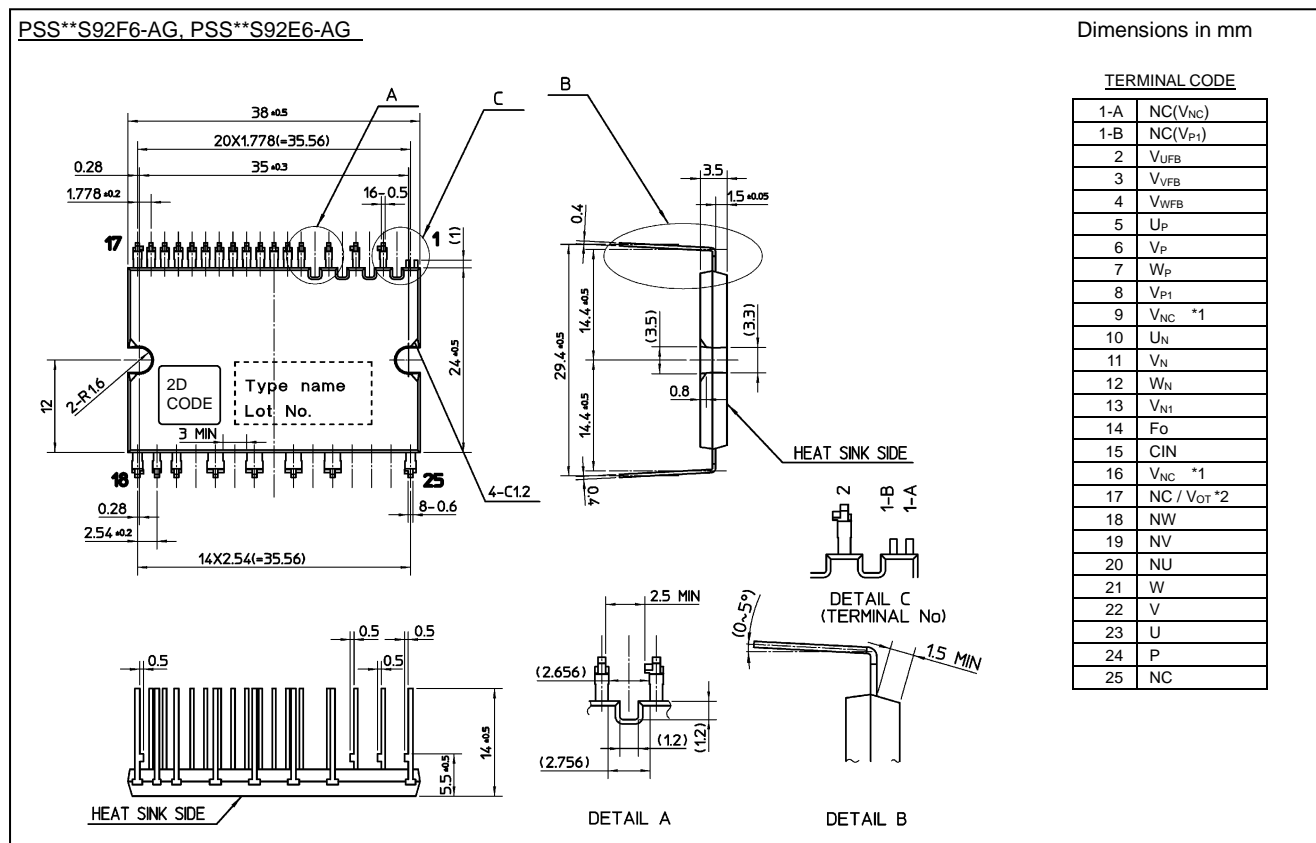 PSS**S92F6-AG, PSS**S92E6-AG
Dimensions in mm
A
C
B
38 ±0.5
20X1.778(=35.56)
0.28
35 ±0.3
1.778 ±0.2
16-0.5
17
1
(1)
2-R1.6
12
2D
CODE
Type name
Lot No.
3 MIN
24 ±0.5
18
25
0.28
8-0.6
4-C1.2
2.54 ±0.2
14X2.54(=35.56)
3.5
1.5 ±0.05
0.4
29.4 ±0.5
14.4 ±0.5
14.4 ±0.5
(3.5)
(3.3)
0.8
0.4
HEAT SINK SIDE
2
1-B
1-A
DETAIL C
(TERMINAL No)
0.5
0.5
0.5
0.5
14 ±0.5
5.5 ±0.5
HEAT SINK SIDE
2.5 MIN
(2.656)
(1.2)
(1.2)
(2.756)
DETAIL A
(0~5°)
1.5 MIN
DETAIL B
TERMINAL CODE
1-A NC(VNC)
1-B NC(VP1)
2 VUFB
3 VVFB
4 VWFB
5 UP
6 VP
7 WP
8 VP1
9 VNC *1
10 UN
11 VN
12 WN
13 VN1
14 Fo
15 CIN
16 VNC *1
17 NC / VOT *2
18 NW
19 NV
20 NU
21 W
22 V
23 U
24 P
25 NC